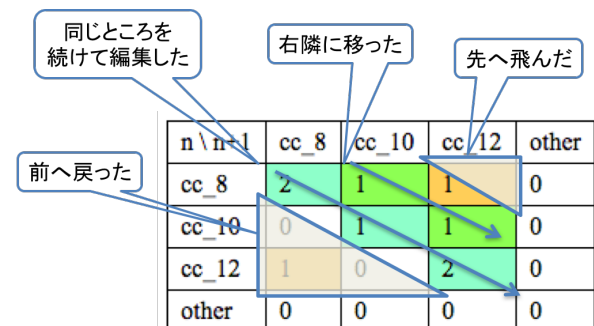 同じところを
続けて編集した
右隣に移った
先へ飛んだ
前へ戻った
n \ n+1 cc_8 cc_10 cc_12 other
cc_8 2 1 1 0
cc_10 0 1 1 0
cc_12 1 0 2 0
other 0 0 0 0